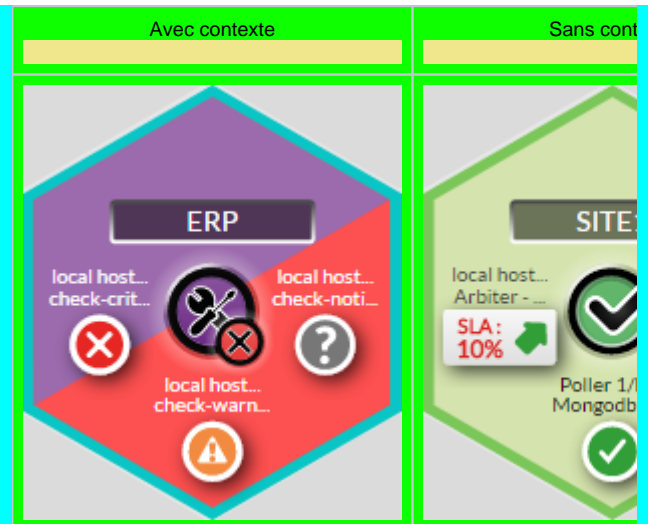 Avec contexte
Sans cont
ERP
local host...
check-crit...
local host...
check-noti...
local host...
check-warn...
SITE
local host...
Arbiter - ...
SLA :
10%
Poller 1/
Mongodb